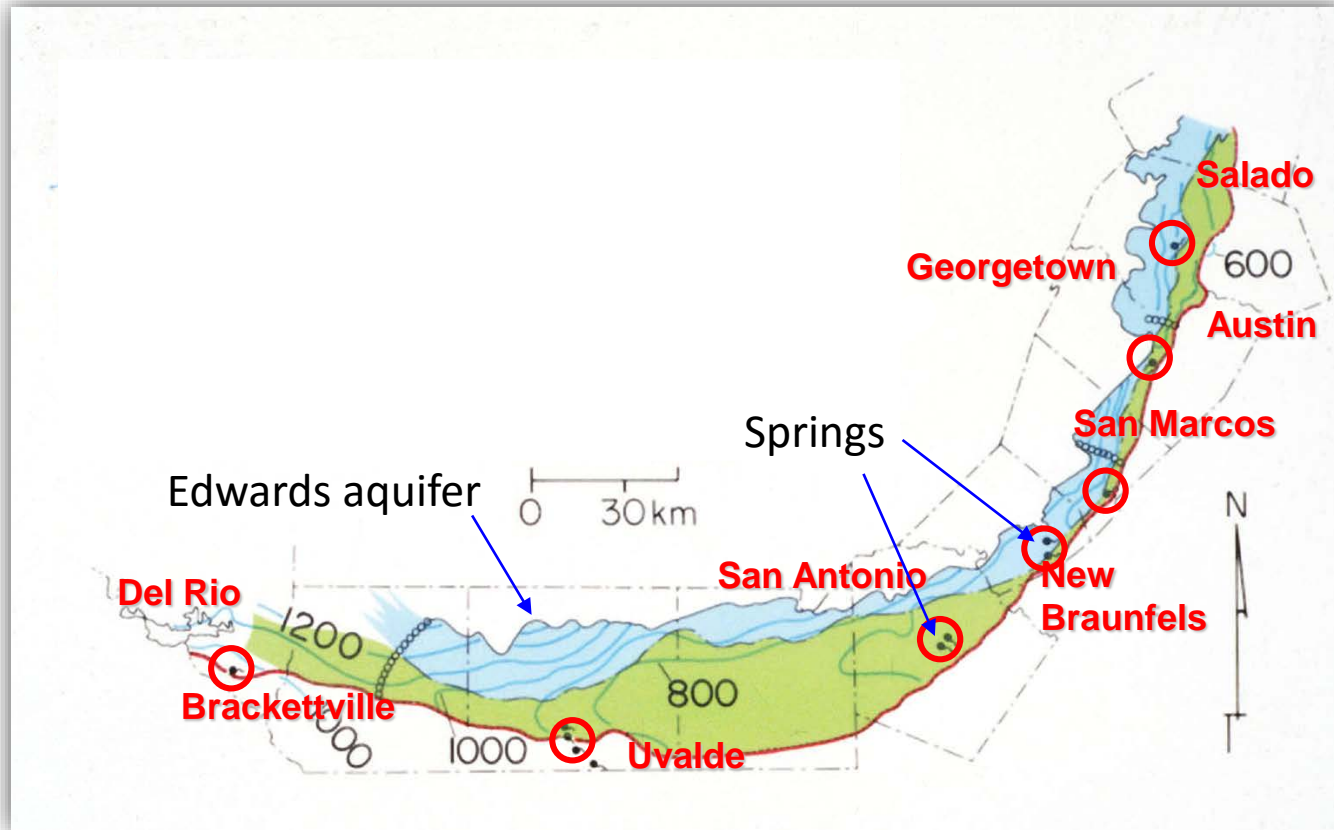 Salado
Georgetown
600
Austin
Springs
San Marcos
Edwards aquifer
0 30 km
N
Del Rio
San Antonio
New
Braunfels
1200
800
Brackettville
000
1000
Uvalde